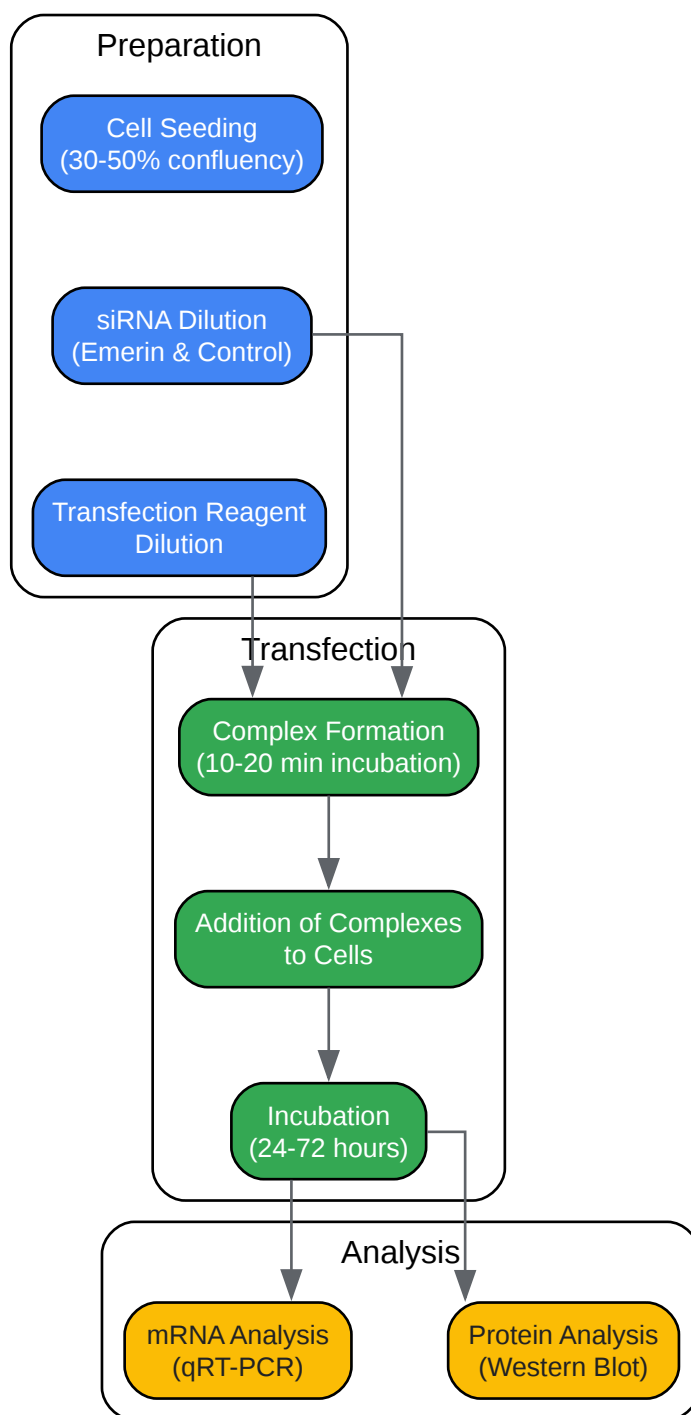 Preparation
Cell Seeding
(30-50% confluency)
siRNA Dilution
(Emerin & Control)
Transfection Reagent
Dilution
Transfection
Complex Formation
(10-20 min incubation)
Addition of Complexes
to Cells
Incubation
(24-72 hours)
Analysis
mRNA Analysis
(qRT-PCR)
Protein Analysis
(Western Blot)